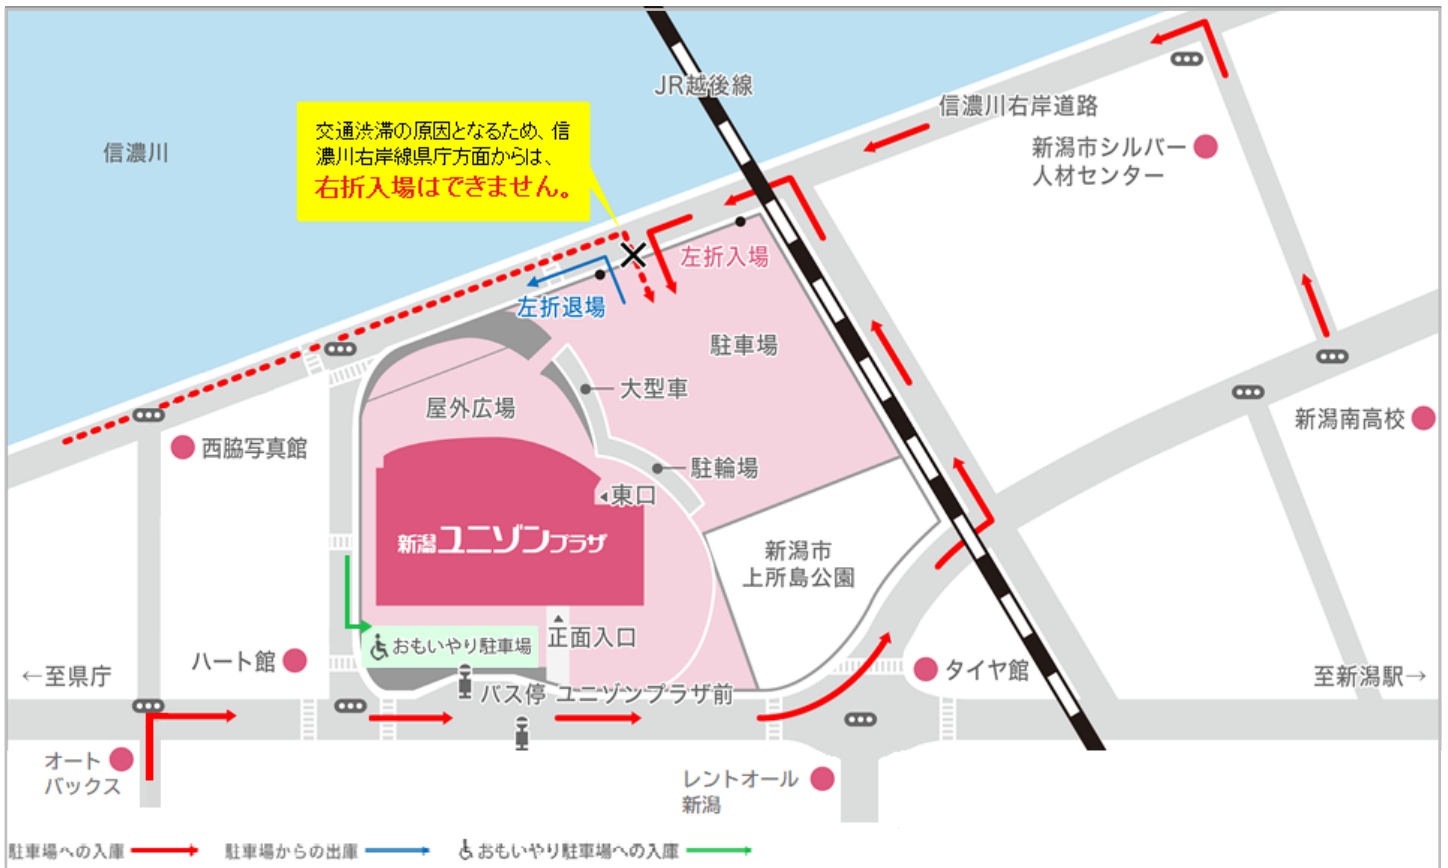 JR越後線
信濃川右岸道路
交通渋滞の原因となるため、信
濃川右岸線県庁方面からは、
右折入場はできません。
信濃川
新潟市シルバー
人材センター
左折入場
左折退場
駐車場
大型車
屋外広場
新潟南高校
西脇写真館
駐輪場
東口
新潟ユニゾンプラザ
新潟市
上所島公園
おもいやり駐車場
正面入口
ハート館
タイヤ館
←至県庁
至新潟駅→
バス停 ユニゾンプラザ前
オート
バックス
レントオール
新潟
駐車場への入庫
駐車場からの出庫
おもいやり駐車場への入庫